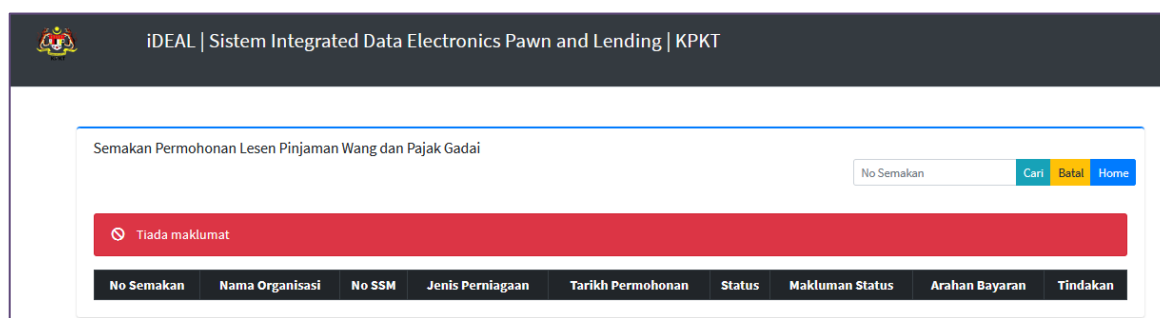 iDEAL | Sistem Integrated Data Electronics Pawn and Lending | KPKT
Semakan Permohonan Lesen Pinjaman Wang dan Pajak Gadai
No Semakan Cari Batal Home
Tiada maklumat
No Semakan Nama Organisasi No SSM Jenis Perniagaan Tarikh Permohonan Status Makluman Status Arahan Bayaran Tindakan